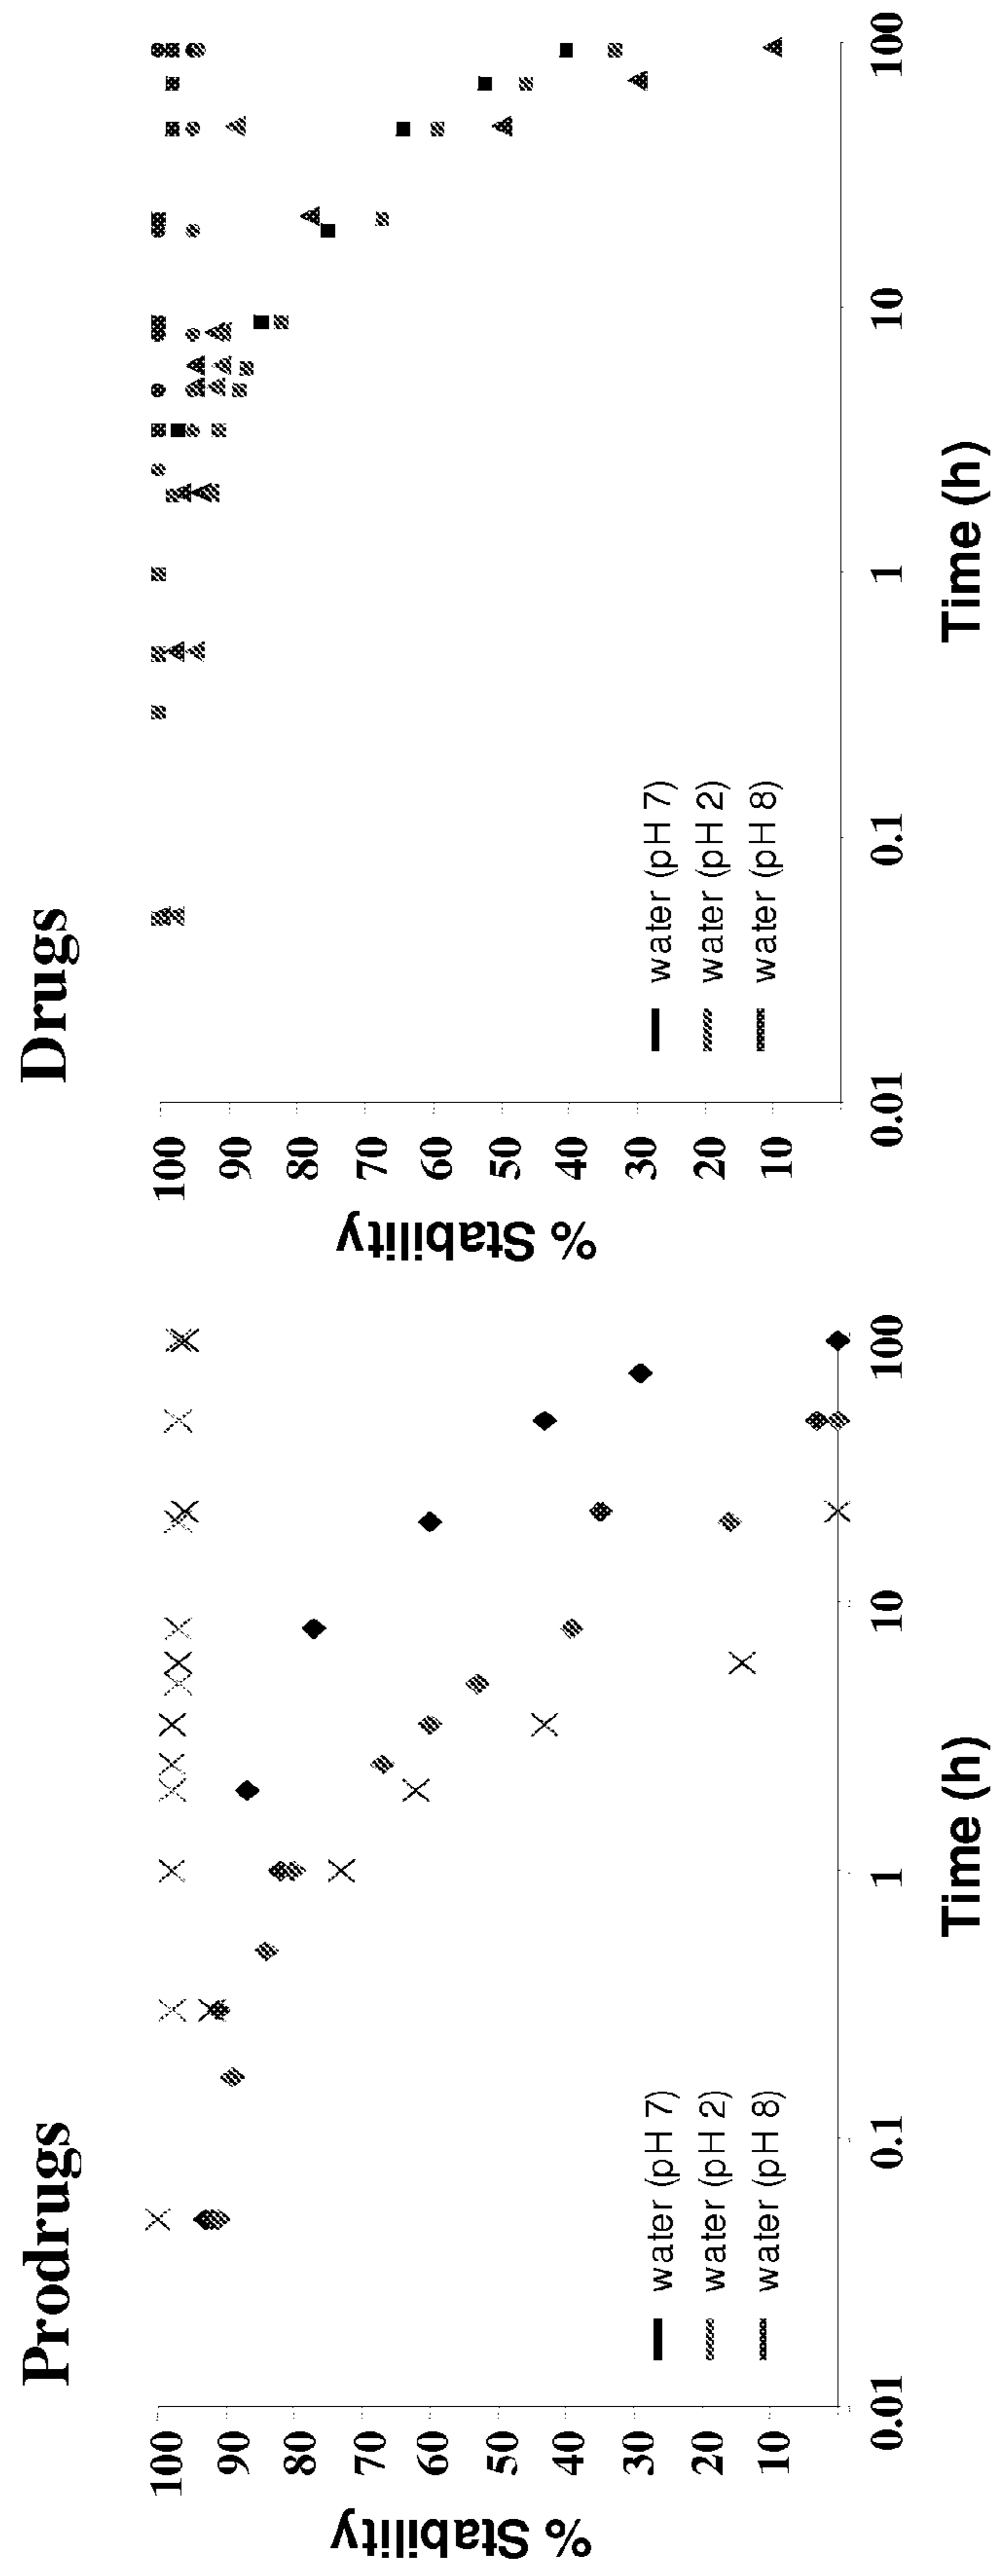 Prodrugs
% Stability
100
90
80
70
60
50
40
30
20
10
water (pH 7)
water (pH 2)
water (pH 8)
0.01
0.1
1
10
100
Time (h)
Drugs
% Stability
100
90
80
70
60
50
40
30
20
10
water (pH 7)
water (pH 2)
water (pH 8)
0.01
0.1
1
10
100
Time (h)